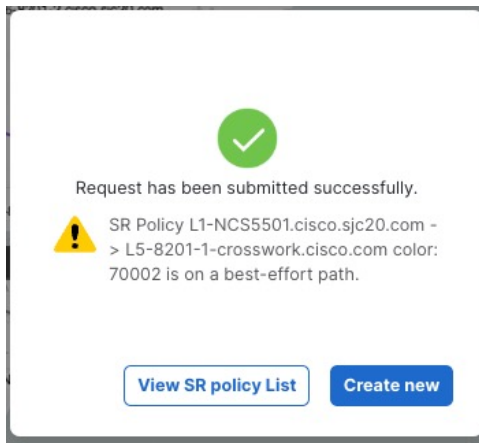 Request has been submitted successfully.
SR Policy L1-NCS5501.cisco.sjc20.com -
> L5-8201-1-crosswork.cisco.com color:
70002 is on a best-effort path.
View SR policy List
Create new